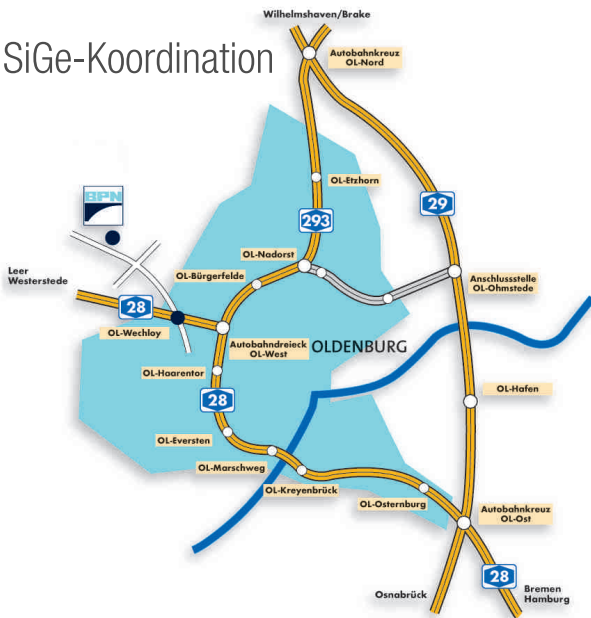 Wilhelmshaven/Brake
SiGe-Koordination
Autobahnkreuz
OL-Nord
OL-Etzhorn
29
BPN
293
OL-Nadorst
Leer
Westerstede
OL-Bürgerfelde
Anschlussstelle
OL-Ohmstede
28
OL-Wechloy
Autobahndreieck
OL-West
OLDENBURG
OL-Haarentor
OL-Hafen
28
OL-Eversten
OL-Marschweg
OL-Kreyenbrück
OL-Osternburg
Autobahnkreuz
OL-Ost
28
Osnabrück
Bremen
Hamburg